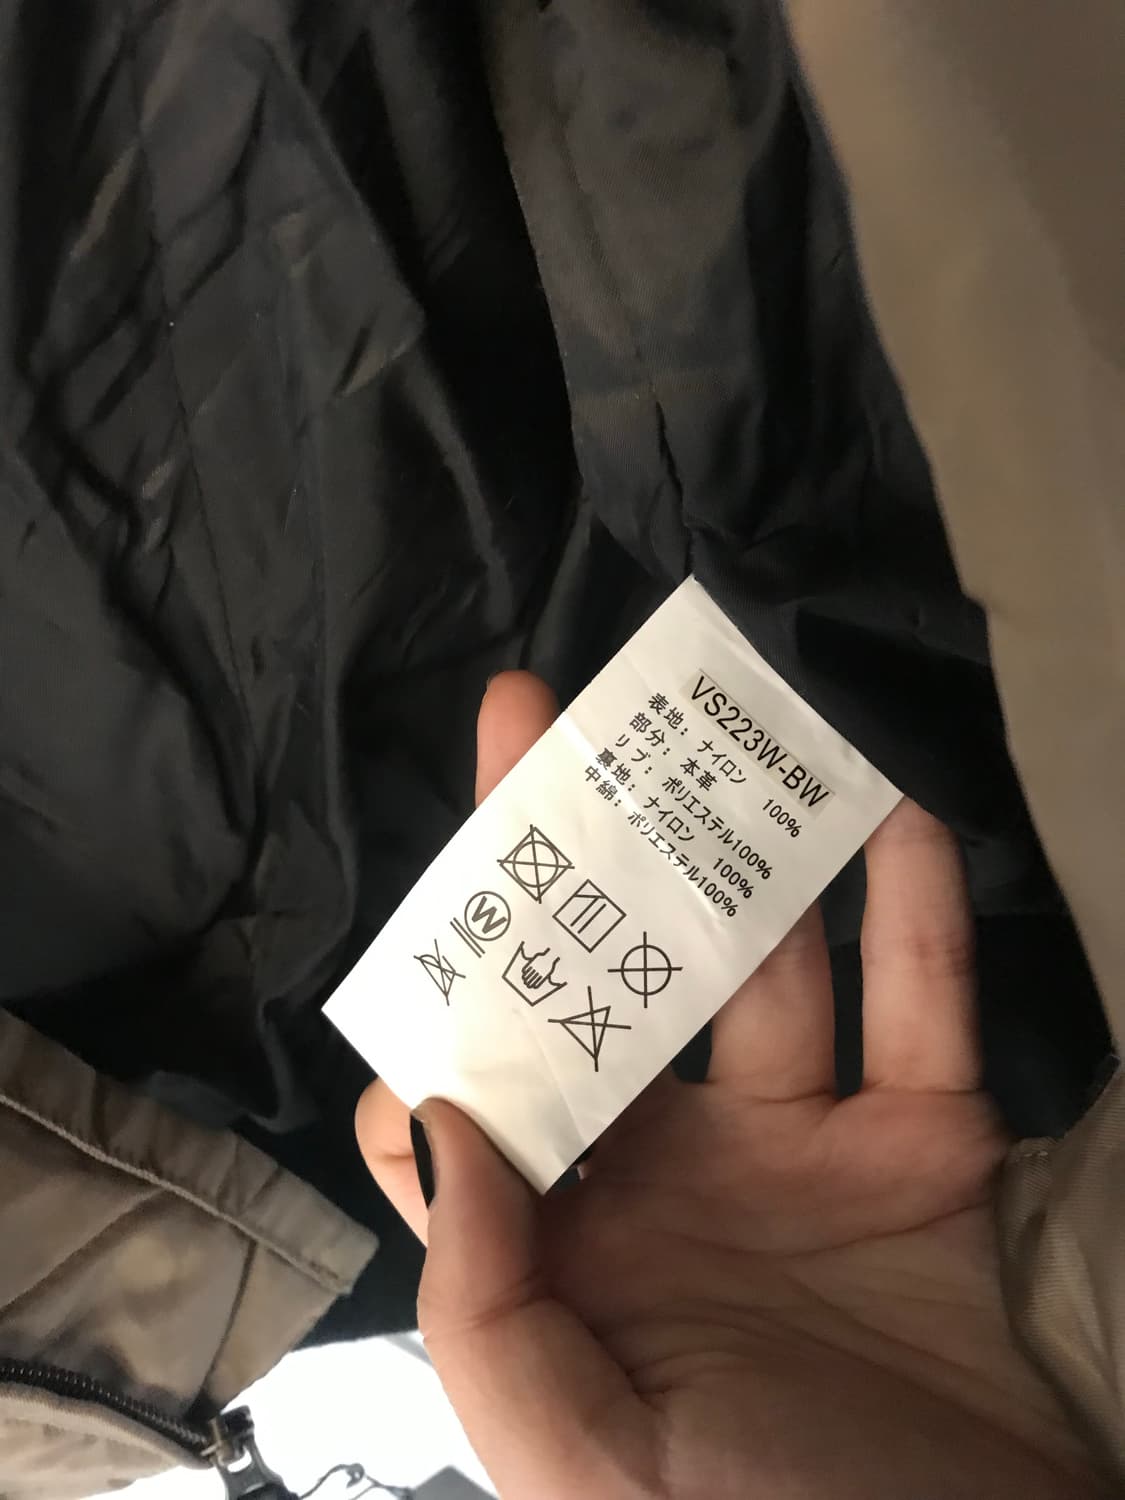 VS223W-BW
表地：ナイロン 100%
部分：本革
リブ：ポリエステル100%
裏地：ナイロン 100%
中綿：ポリエステル100%
W